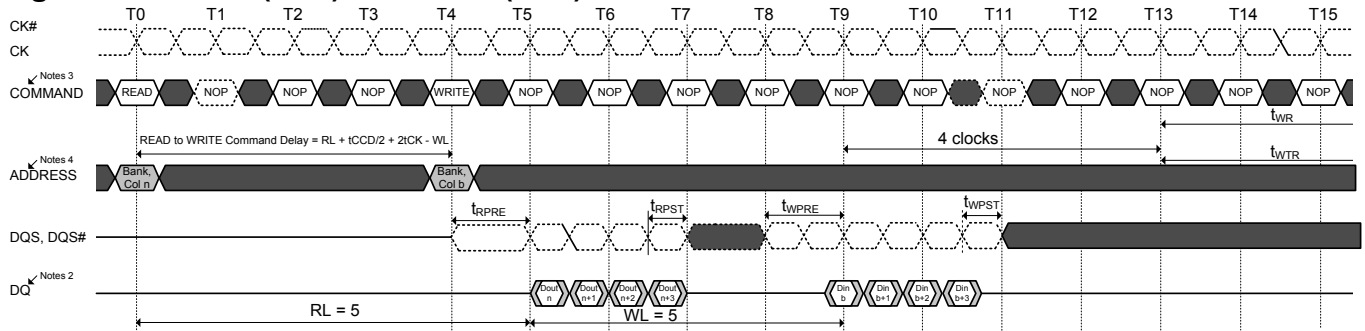 T0 T1 T2 T3 T4 T5 T6 T7 T8 T9 T10 T11 T12 T13 T14 T15
CK#
CK
Notes 3
COMMAND READ NOP NOP NOP WRITE NOP NOP NOP NOP NOP NOP NOP NOP NOP NOP NOP
tWR
READ to WRITE Command Delay = RL + tCCD/2 + 2tCK - WL
4 clocks
tWTR
Notes 4
ADDRESS
Bank, Col n
Bank, Col b
tRPRE tRPST tWPRE tWPST
DQS, DQS#
Notes 2
DQ
Dout n
Dout n+1
Dout n+2
Dout n+3
Din b
Din b+1
Din b+2
Din b+3
RL = 5 WL = 5